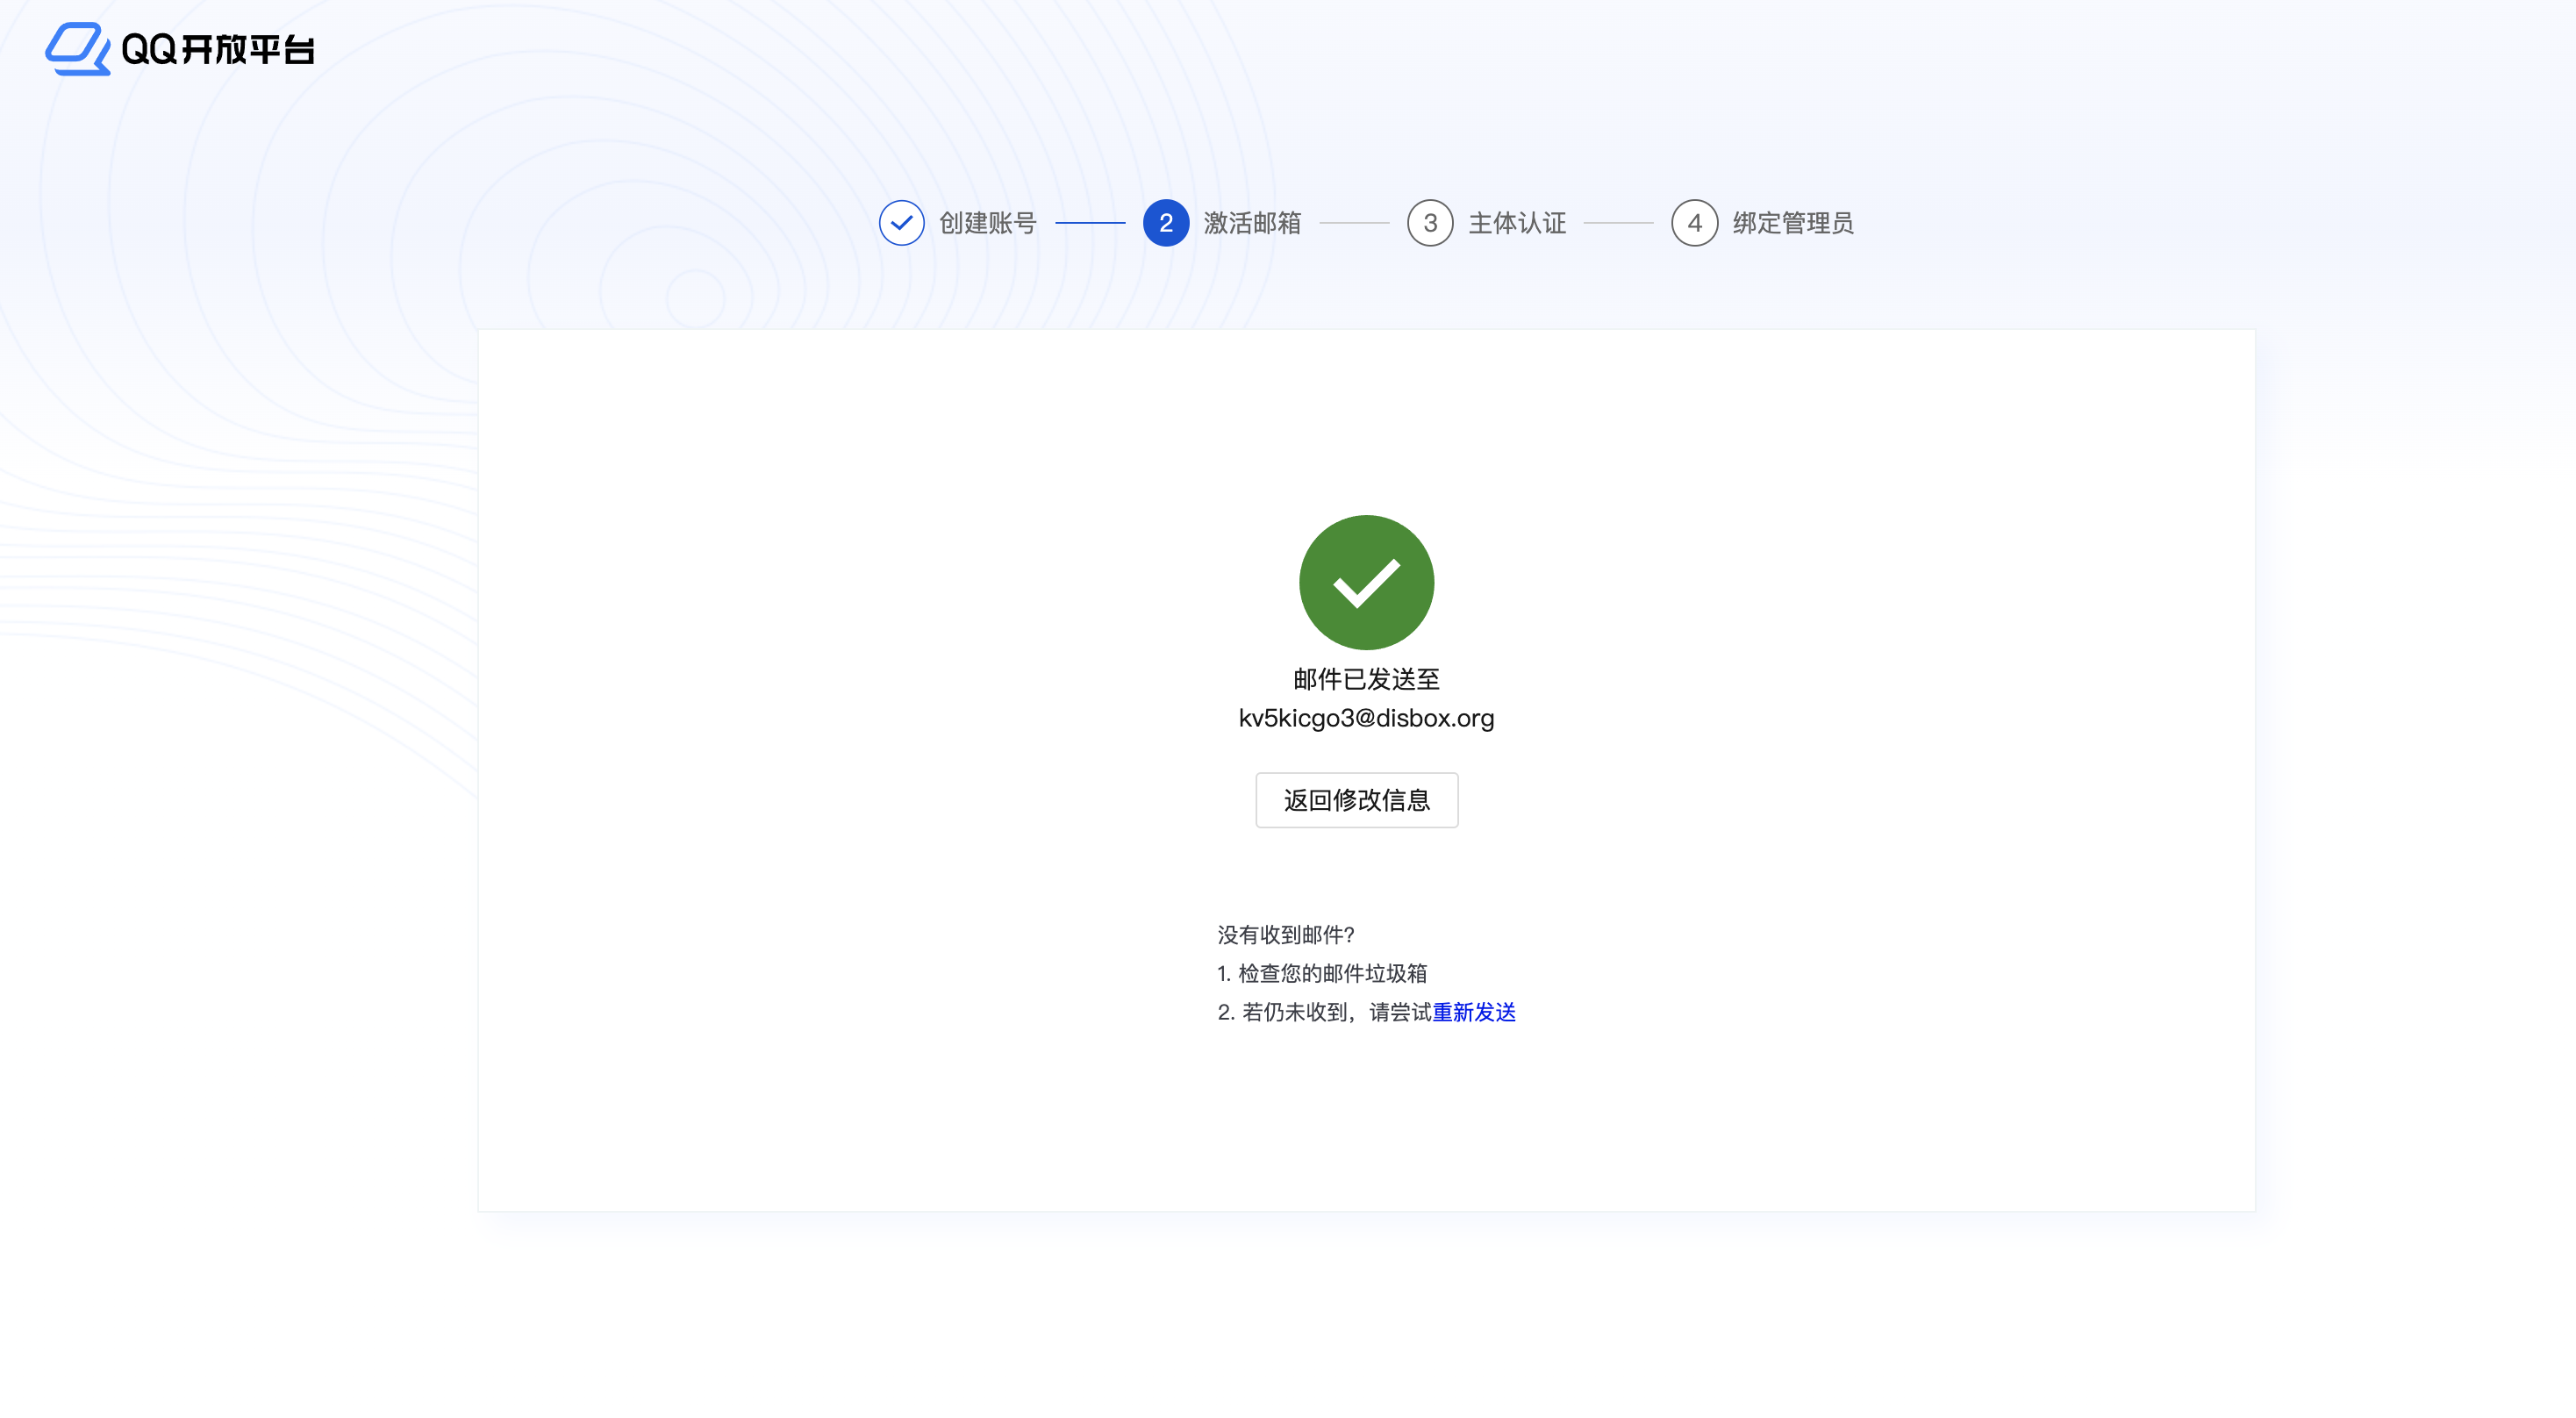 QQ开放平台
创建账号
2 激活邮箱
3 主体认证
4 绑定管理员
邮件已发送至
kv5kicgo3@disbox.org
返回修改信息
没有收到邮件?
1. 检查您的邮件垃圾箱
2. 若仍未收到，请尝试重新发送